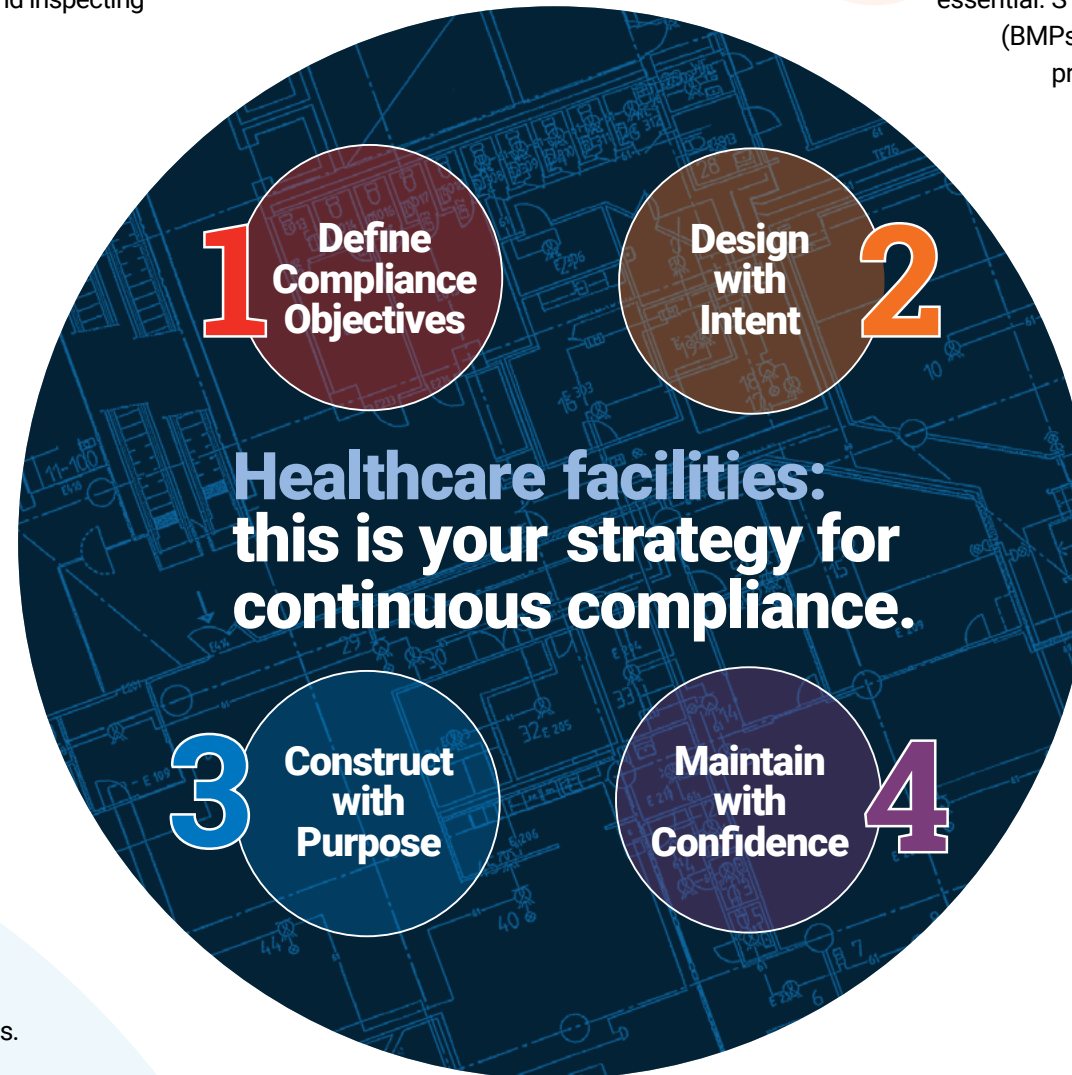 nd inspecting
essential. S
(BMPs
pr
1
Define
Compliance
Objectives
Design
with
Intent
2
Healthcare facilities:
this is your strategy for
continuous compliance.
3
Construct
with
Purpose
Maintain
with
Confidence
4
s.